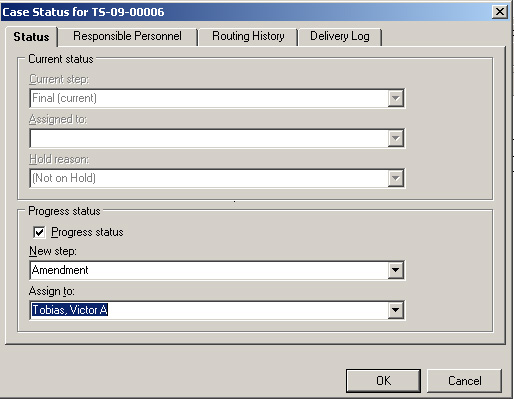 Case Status for TS-09-00006
Status Responsible Personnel Routing History Delivery Log
Current status
Current step:
Final (current)
Assigned to:
Hold reason:
(Not on Hold)
Progress status
Progress status
New step:
Amendment
Assign to:
Tobias, Victor A
OK Cancel